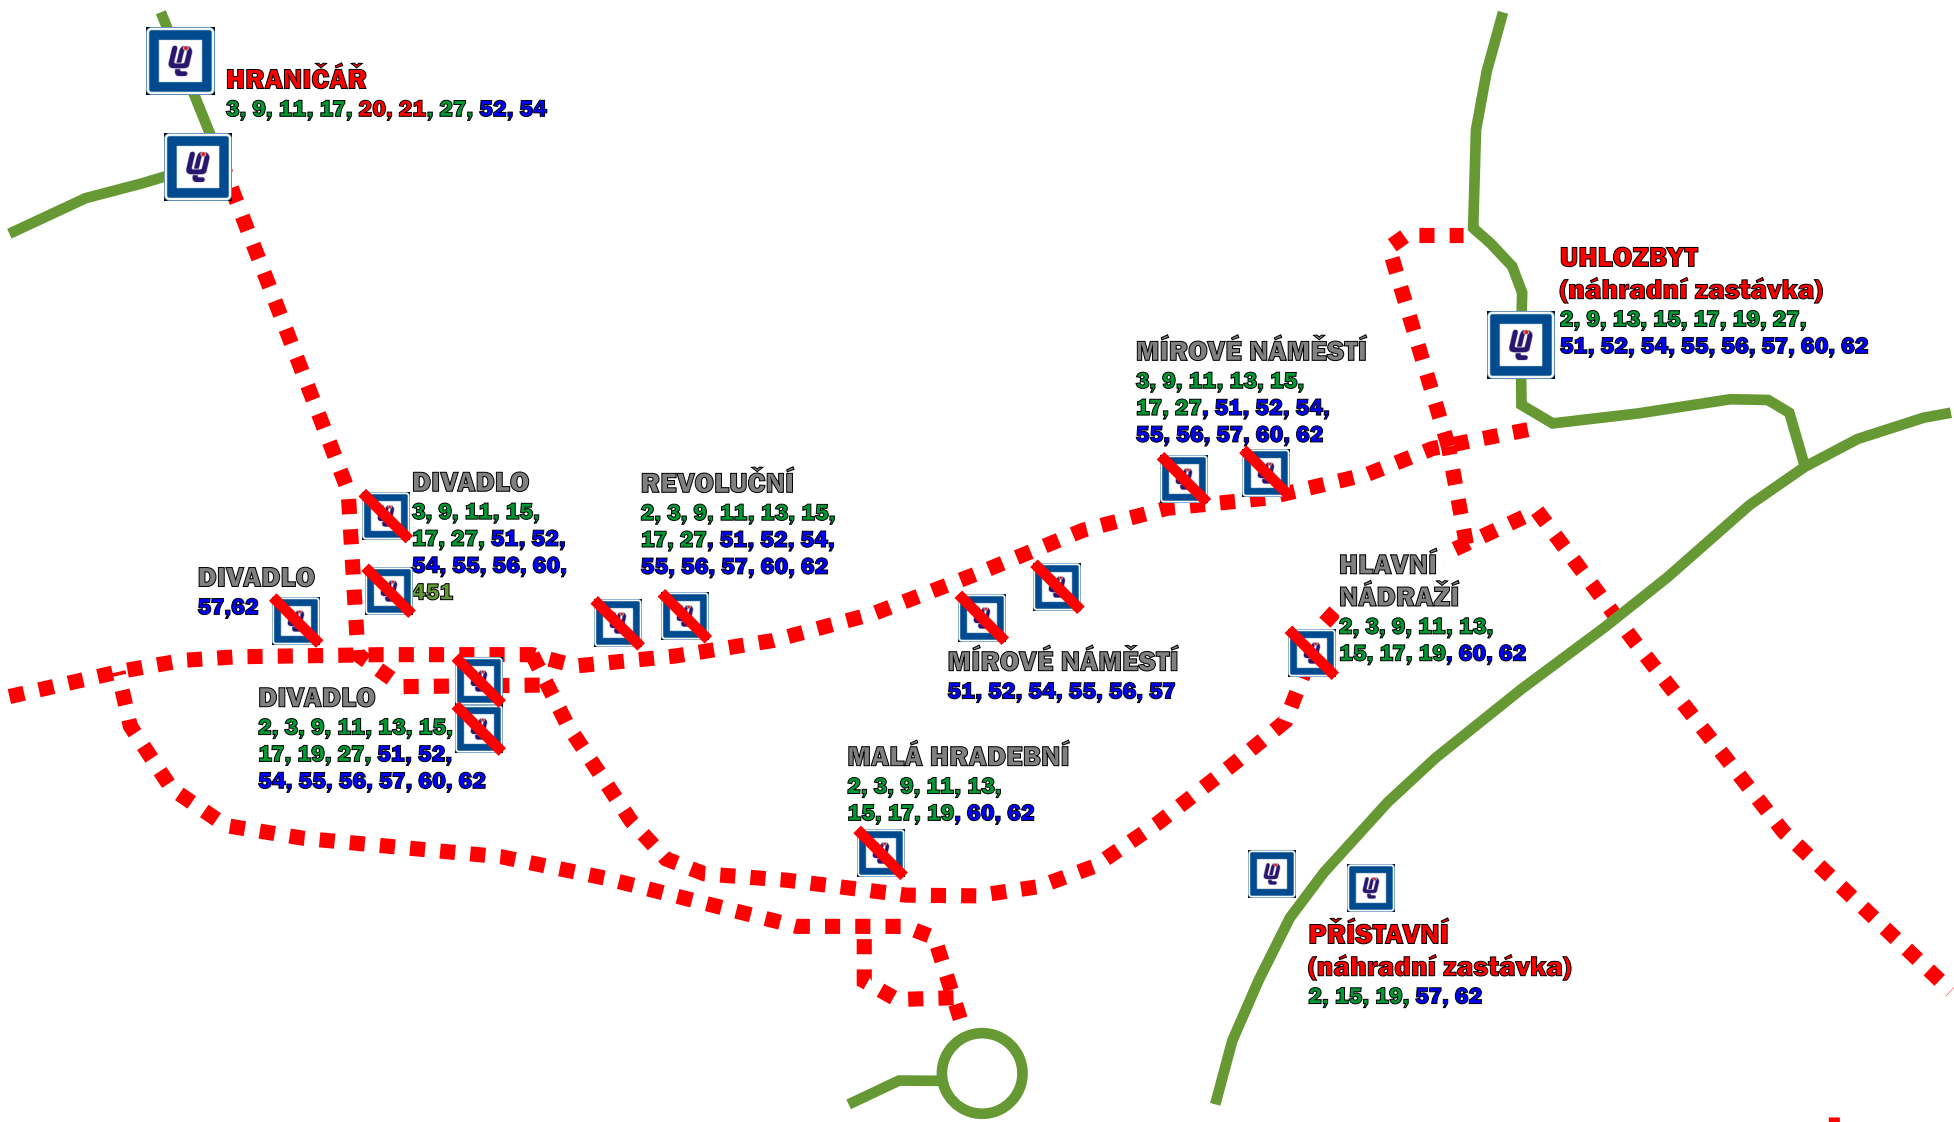 HRANIČÁŘ
3, 9, 11, 17, 20, 21, 27, 52, 54
UHLOZBYT
(náhradní zastávka)
2, 9, 13, 15, 17, 19, 27,
51, 52, 54, 55, 56, 57, 60, 62
MÍROVÉ NÁMĚSTÍ
3, 9, 11, 13, 15,
17, 27, 51, 52, 54,
55, 56, 57, 60, 62
DIVADLO
3, 9, 11, 15,
17, 27, 51, 52,
54, 55, 56, 60,
451
REVOLUČNÍ
2, 3, 9, 11, 13, 15,
17, 27, 51, 52, 54,
55, 56, 57, 60, 62
DIVADLO
57,62
HLAVNÍ
NÁDRAŽÍ
2, 3, 9, 11, 13,
15, 17, 19, 60, 62
MÍROVÉ NÁMĚSTÍ
51, 52, 54, 55, 56, 57
DIVADLO
2, 3, 9, 11, 13, 15,
17, 19, 27, 51, 52,
54, 55, 56, 57, 60, 62
MALÁ HRADEBNÍ
2, 3, 9, 11, 13,
15, 17, 19, 60, 62
PŘÍSTAVNÍ
(náhradní zastávka)
2, 15, 19, 57, 62